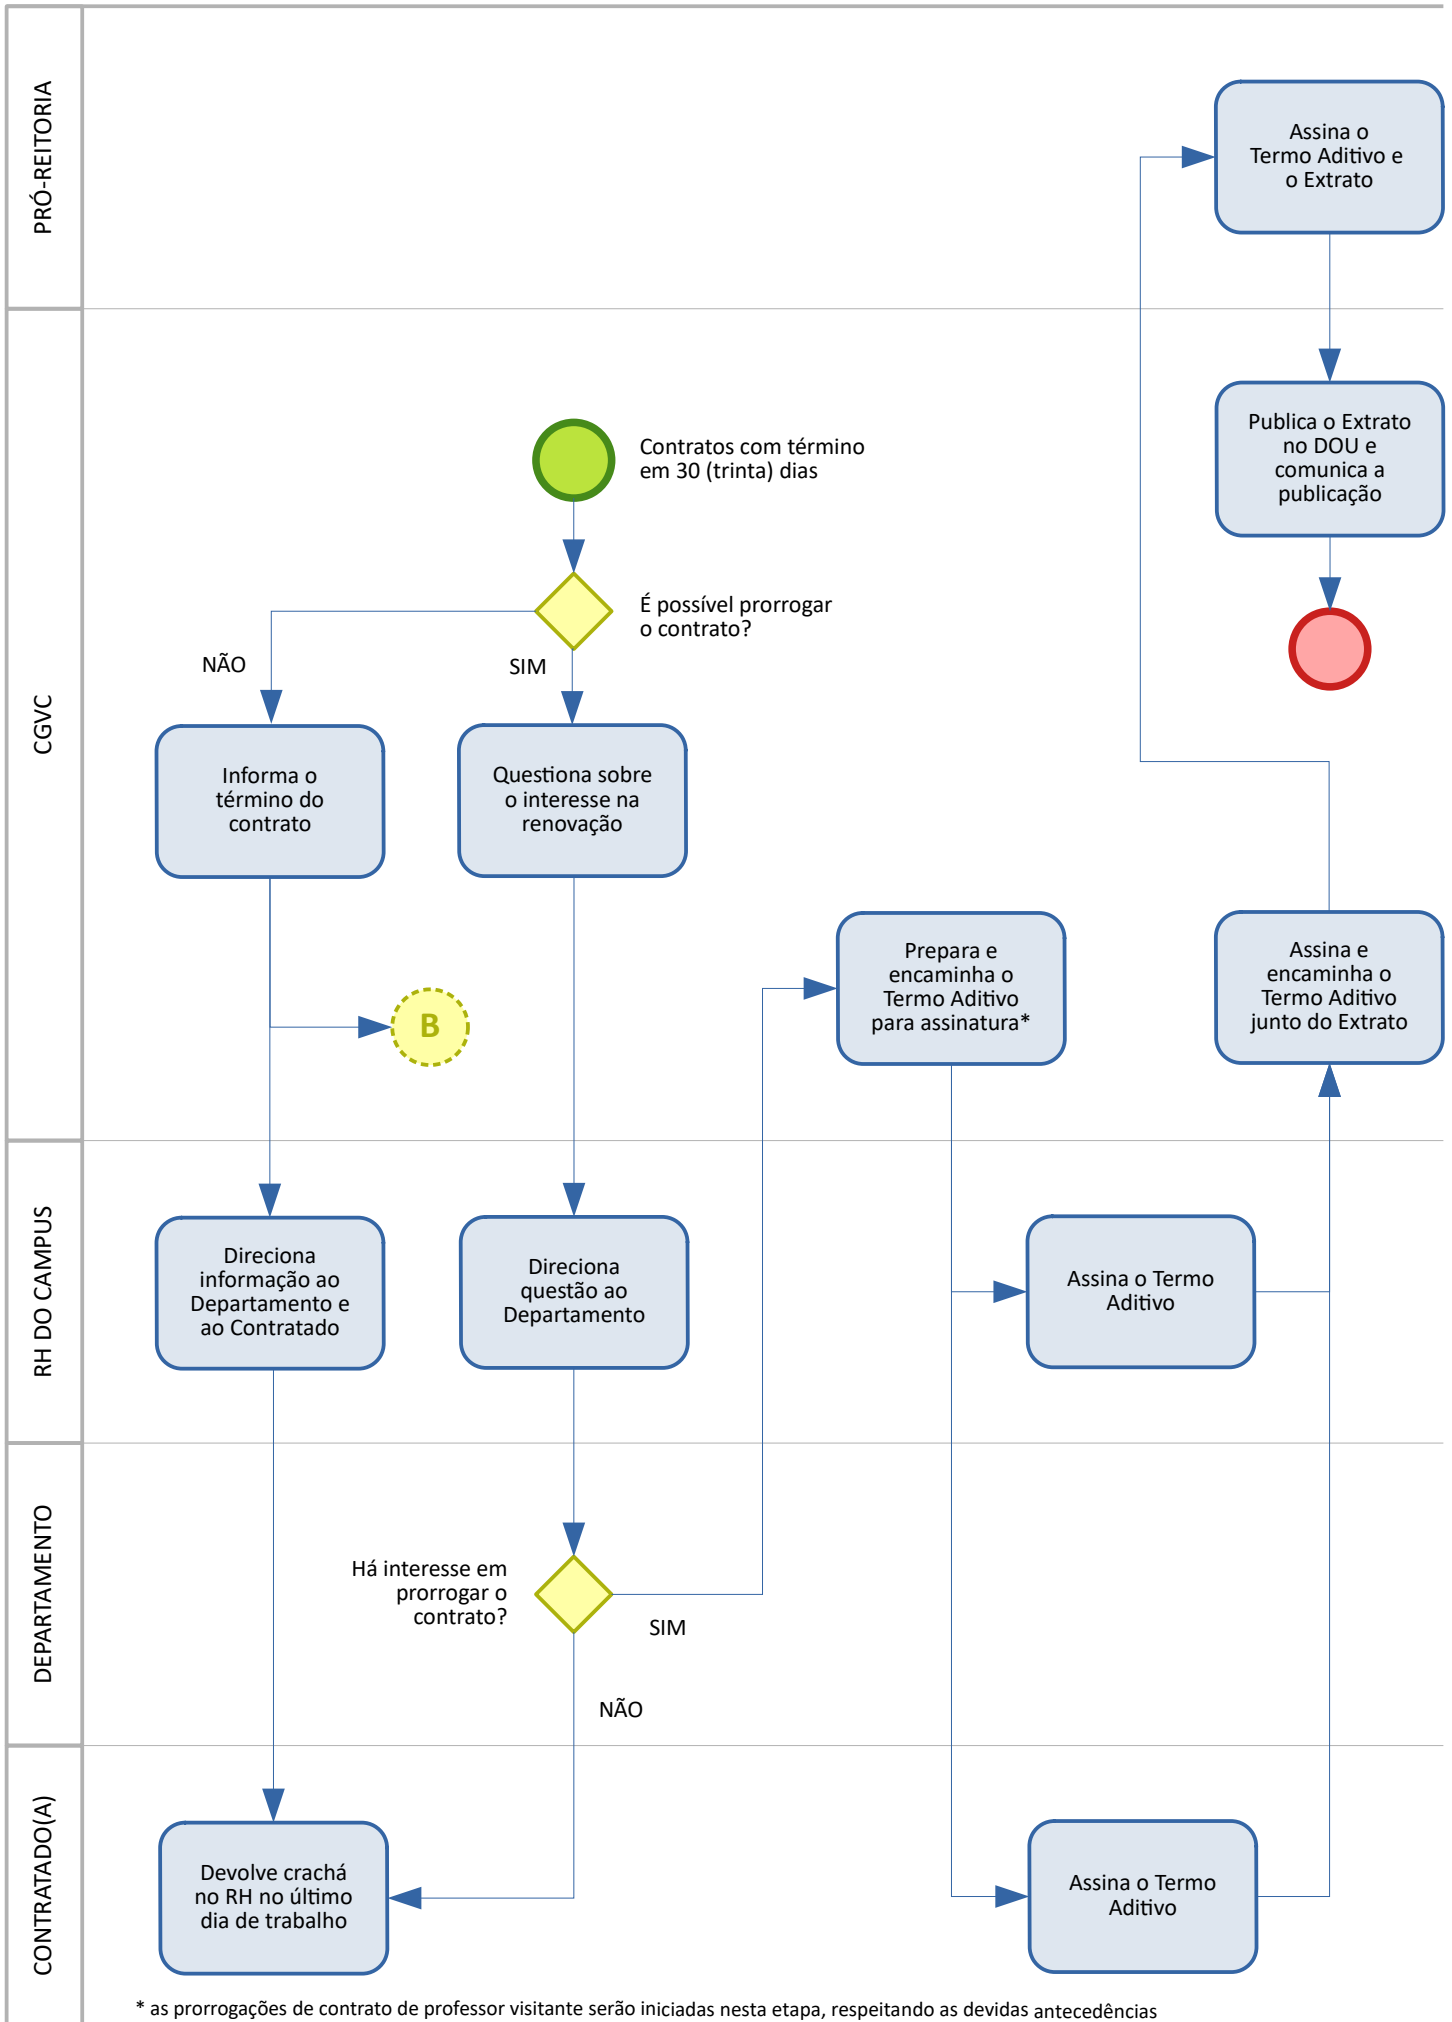 PRÓ-REITORIA
Assina o
Termo Aditivo e
o Extrato
CGVC
Contratos com término
em 30 (trinta) dias
Publica o Extrato
no DOU e
comunica a
publicação
É possível prorrogar
o contrato?
NÃO
SIM
Informa o
término do
contrato
Questiona sobre
o interesse na
renovação
Prepara e
encaminha o
Termo Aditivo
para assinatura*
Assina e
encaminha o
Termo Aditivo
junto do Extrato
B
RH DO CAMPUS
Direciona
informação ao
Departamento e
ao Contratado
Direciona
questão ao
Departamento
Assina o Termo
Aditivo
DEPARTAMENTO
Há interesse em
prorrogar o
contrato?
SIM
NÃO
CONTRATADO(A)
Devolve crachá
no RH no último
dia de trabalho
Assina o Termo
Aditivo
* as prorrogações de contrato de professor visitante serão iniciadas nesta etapa, respeitando as devidas antecedências